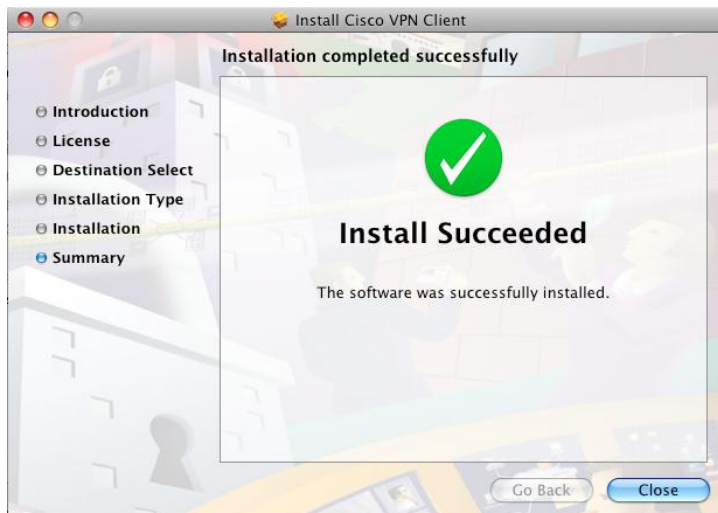 Install Cisco VPN Client
Installation completed successfully
Introduction
License
Destination Select
Installation Type
Installation
Summary
Install Succeeded
The software was successfully installed.
Go Back
Close